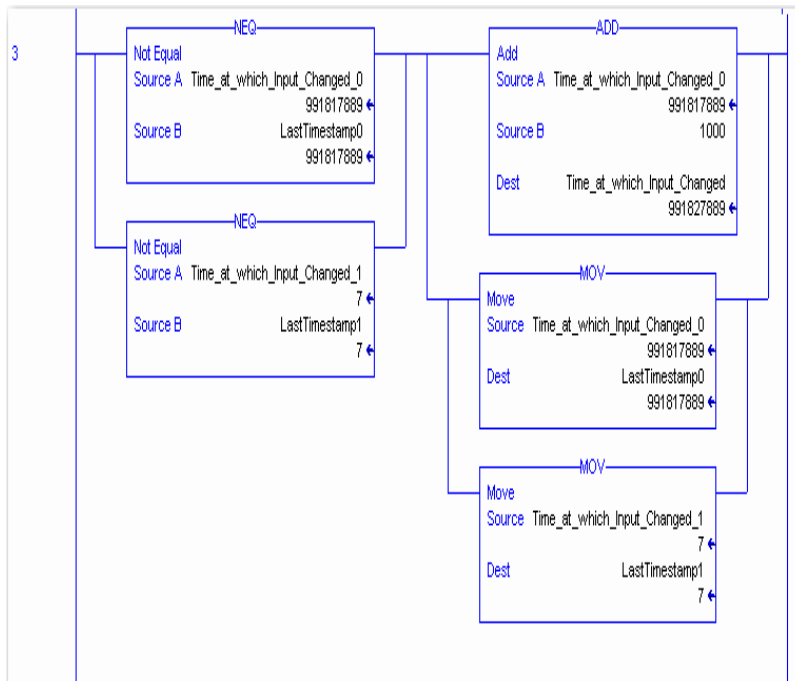 3
NEQ
Not Equal
Source A Time_at_which_Input_Changed_0
991817889
Source B LastTimestamp0
991817889
NEQ
Not Equal
Source A Time_at_which_Input_Changed_1
7
Source B LastTimestamp1
7
ADD
Add
Source A Time_at_which_Input_Changed_0
991817889
Source B 1000
Dest Time_at_which_Input_Changed
991827889
MOV
Move
Source Time_at_which_Input_Changed_0
991817889
Dest LastTimestamp0
991817889
MOV
Move
Source Time_at_which_Input_Changed_1
7
Dest LastTimestamp1
7